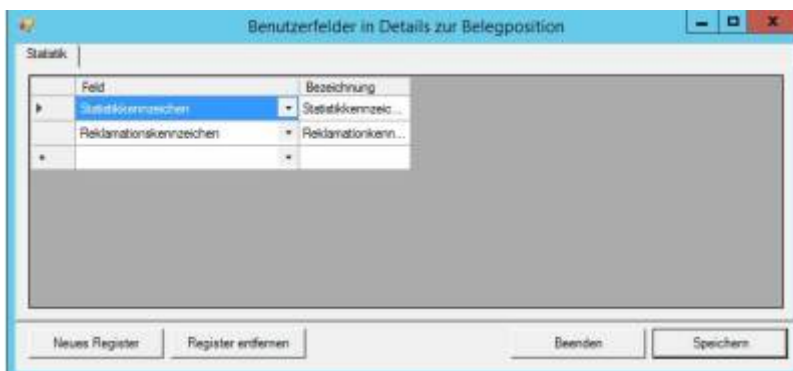 Benutzerfelder in Details zur Belegposition
Statistik
Feld Bezeichnung
Statistikkennzeichen Statistikkennzeic...
Reklamationskennzeichen Reklamationkenn...
Neues Register Register entfernen Beenden Speichern